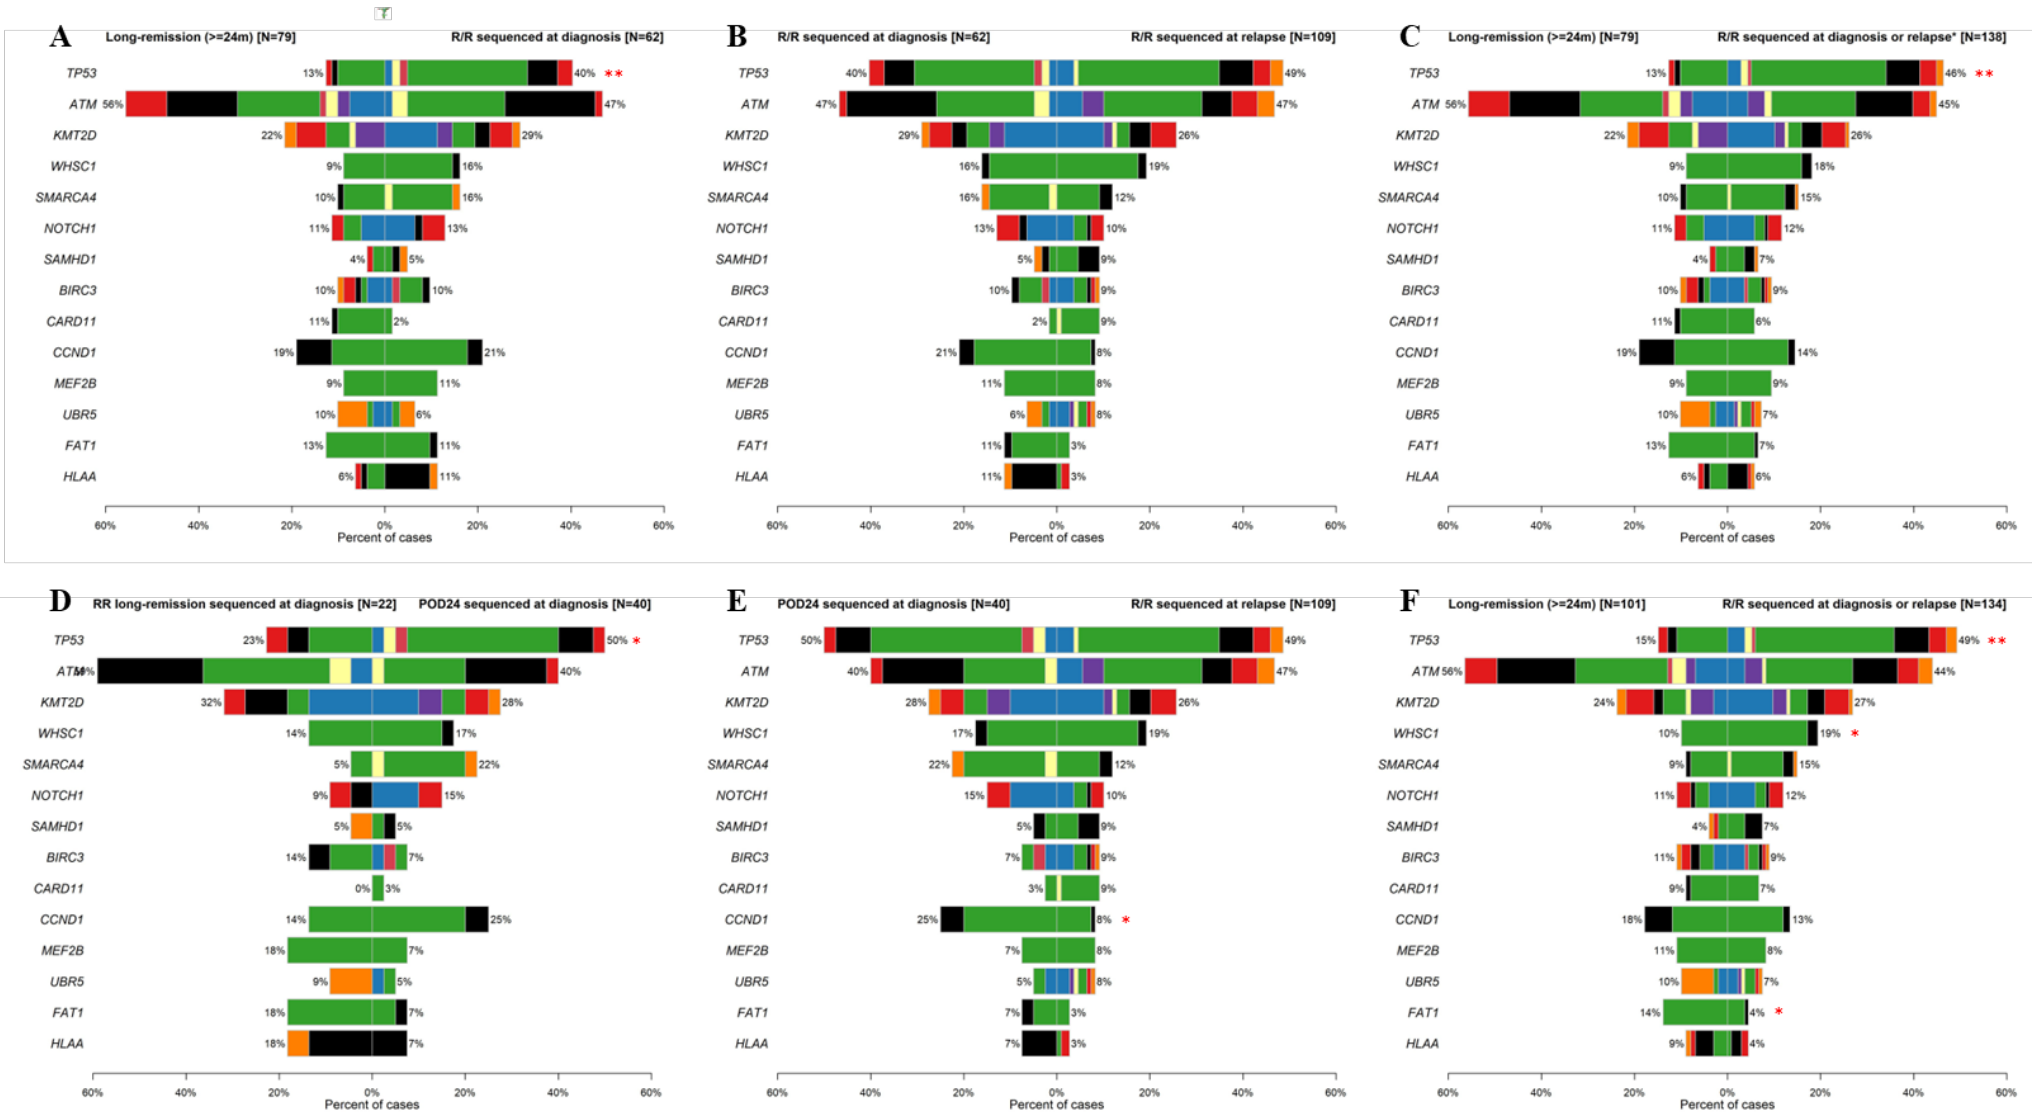 A
Long-remission (>=24m) [N=79]
R/R sequenced at diagnosis [N=62]
TP53 13% 40% **
ATM 56% 47%
KMT2D 22% 29%
WHSC1 9% 16%
SMARCA4 10% 16%
NOTCH1 11% 13%
SAMHD1 4% 5%
BIRC3 10% 10%
CARD11 11% 2%
CCND1 19% 21%
MEF2B 9% 11%
UBR5 10% 6%
FAT1 13% 11%
HLAA 6% 11%
60% 40% 20% 0% 20% 40% 60%
Percent of cases
B
R/R sequenced at diagnosis [N=62]
R/R sequenced at relapse [N=109]
TP53 40% 49%
ATM 47% 47%
KMT2D 29% 26%
WHSC1 16% 19%
SMARCA4 16% 12%
NOTCH1 13% 10%
SAMHD1 5% 9%
BIRC3 10% 9%
CARD11 2% 9%
CCND1 21% 8%
MEF2B 11% 8%
UBR5 6% 8%
FAT1 11% 3%
HLAA 11% 3%
60% 40% 20% 0% 20% 40% 60%
Percent of cases
C
Long-remission (>=24m) [N=79]
R/R sequenced at diagnosis or relapse* [N=138]
TP53 13% 46% **
ATM 56% 45%
KMT2D 22% 26%
WHSC1 9% 18%
SMARCA4 10% 15%
NOTCH1 11% 12%
SAMHD1 4% 7%
BIRC3 10% 9%
CARD11 11% 6%
CCND1 19% 14%
MEF2B 9% 9%
UBR5 10% 7%
FAT1 13% 7%
HLAA 6% 6%
60% 40% 20% 0% 20% 40% 60%
Percent of cases
D
RR long-remission sequenced at diagnosis [N=22]
POD24 sequenced at diagnosis [N=40]
TP53 23% 50% *
ATM 40%
KMT2D 32% 28%
WHSC1 14% 17%
SMARCA4 5% 22%
NOTCH1 9% 15%
SAMHD1 5% 5%
BIRC3 14% 7%
CARD11 0% 3%
CCND1 14% 25%
MEF2B 18% 7%
UBR5 9% 5%
FAT1 18% 7%
HLAA 18% 7%
60% 40% 20% 0% 20% 40% 60%
Percent of cases
E
POD24 sequenced at diagnosis [N=40]
R/R sequenced at relapse [N=109]
TP53 50% 49%
ATM 40% 47%
KMT2D 28% 26%
WHSC1 17% 19%
SMARCA4 22% 12%
NOTCH1 15% 10%
SAMHD1 5% 9%
BIRC3 7% 9%
CARD11 3% 9%
CCND1 25% 8% *
MEF2B 7% 8%
UBR5 5% 8%
FAT1 7% 3%
HLAA 7% 3%
60% 40% 20% 0% 20% 40% 60%
Percent of cases
F
Long-remission (>=24m) [N=101]
R/R sequenced at diagnosis or relapse [N=134]
TP53 15% 49% **
ATM 56% 44%
KMT2D 24% 27%
WHSC1 10% 19% *
SMARCA4 9% 15%
NOTCH1 11% 12%
SAMHD1 4% 7%
BIRC3 11% 9%
CARD11 9% 7%
CCND1 18% 13%
MEF2B 11% 8%
UBR5 10% 7%
FAT1 14% 4% *
HLAA 9% 4%
60% 40% 20% 0% 20% 40% 60%
Percent of cases